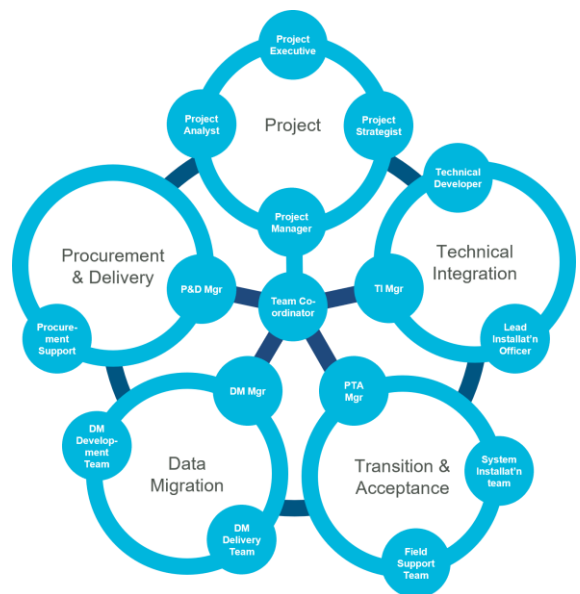 Project
Executive
Project
Analyst
Project
Project
Strategist
Project
Manager
Technical
Developer
Technical
Integration
TI Mgr
Lead
Installat'n
Officer
Procurement
& Delivery
P&D Mgr
Procure-
ment
Support
Team Co-
ordinator
DM Mgr
DM
Develop-
ment
Team
Data
Migration
DM
Delivery
Team
PTA
Mgr
Transition &
Acceptance
System
Installat'n
team
Field
Support
Team